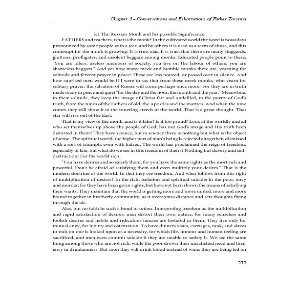 Chapter 3 – Conversations and Exhortations of Father Zossima
(e) The Russian Monk and his possible Significance.
FATHERS and teachers, what is the monk? In the cultivated world the word is nowadays
pronounced by some people with a jeer, and by others it is used as a term of abuse, and this
contempt for the monk is growing. It is true, alas, it is true, that there are many sluggards,
gluttons, profligates, and insolent beggars among monks. Educated people point to these:
"You are idlers, useless members of society, you live on the labour of others, you are
shameless beggars." And yet how many meek and humble monks there are, yearning for
solitude and fervent prayer in peace! These are less noticed, or passed over in silence. And
how surprised men would be if I were to say that from these meek monks, who yearn for
solitary prayer, the salvation of Russia will come perhaps once more! For they are in truth
made ready in peace and quiet "for the day and the hour, the month and the year." Meanwhile,
in their solitude, they keep the image of Christ fair and undefiled, in the purity of God's
truth, from the times of the Fathers of old, the Apostles and the martyrs. And when the time
comes they will show it to the tottering creeds of the world. That is a great thought. That
star will rise out of the East.
That is my view of the monk, and is it false? Is it too proud? Look at the worldly and all
who set themselves up above the people of God, has not God's image and His truth been
distorted in them? They have science; but in science there is nothing but what is the object
of sense. The spiritual world, the higher part of man's being is rejected altogether, dismissed
with a sort of triumph, even with hatred. The world has proclaimed the reign of freedom,
especially of late, but what do we see in this freedom of theirs? Nothing but slavery and self-
destruction! For the world says:
"You have desires and so satisfy them, for you have the same rights as the most rich and
powerful. Don't be afraid of satisfying them and even multiply your desires." That is the
modern doctrine of the world. In that they see freedom. And what follows from this right
of multiplication of desires? In the rich, isolation and spiritual suicide; in the poor, envy
and murder; for they have been given rights, but have not been shown the means of satisfying
their wants. They maintain that the world is getting more and more united, more and more
bound together in brotherly community, as it overcomes distance and sets thoughts flying
through the air.
Alas, put no faith in such a bond of union. Interpreting freedom as the multiplication
and rapid satisfaction of desires, men distort their own nature, for many senseless and
foolish desires and habits and ridiculous fancies are fostered in them. They live only for
mutual envy, for luxury and ostentation. To have dinners, visits, carriages, rank, and slaves
to wait on one is looked upon as a necessity, for which life, honour and human feeling are
sacrificed, and men even commit suicide if they are unable to satisfy it. We see the same
thing among those who are not rich, while the poor drown their unsatisfied need and their
envy in drunkenness. But soon they will drink blood instead of wine, they are being led on